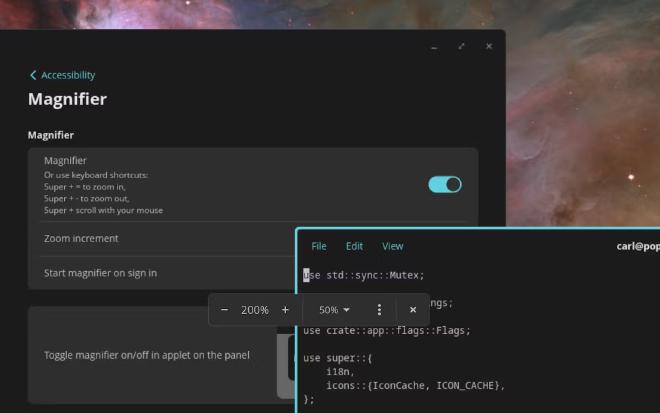 Accessibility
Magnifier
Magnifier
Magnifier
Or use keyboard shortcuts:
Super + = to zoom in,
Super + - to zoom out,
Super + scroll with your mouse
Zoom increment
Start magnifier on sign in
Toggle magnifier on/off in applet on the panel
File Edit View
carl@pop
use std::sync::Mutex;
ngs;
use crate::app::flags::Flags;
use super::{
i18n,
icons::{IconCache, ICON_CACHE},
};
− 200% + 50%